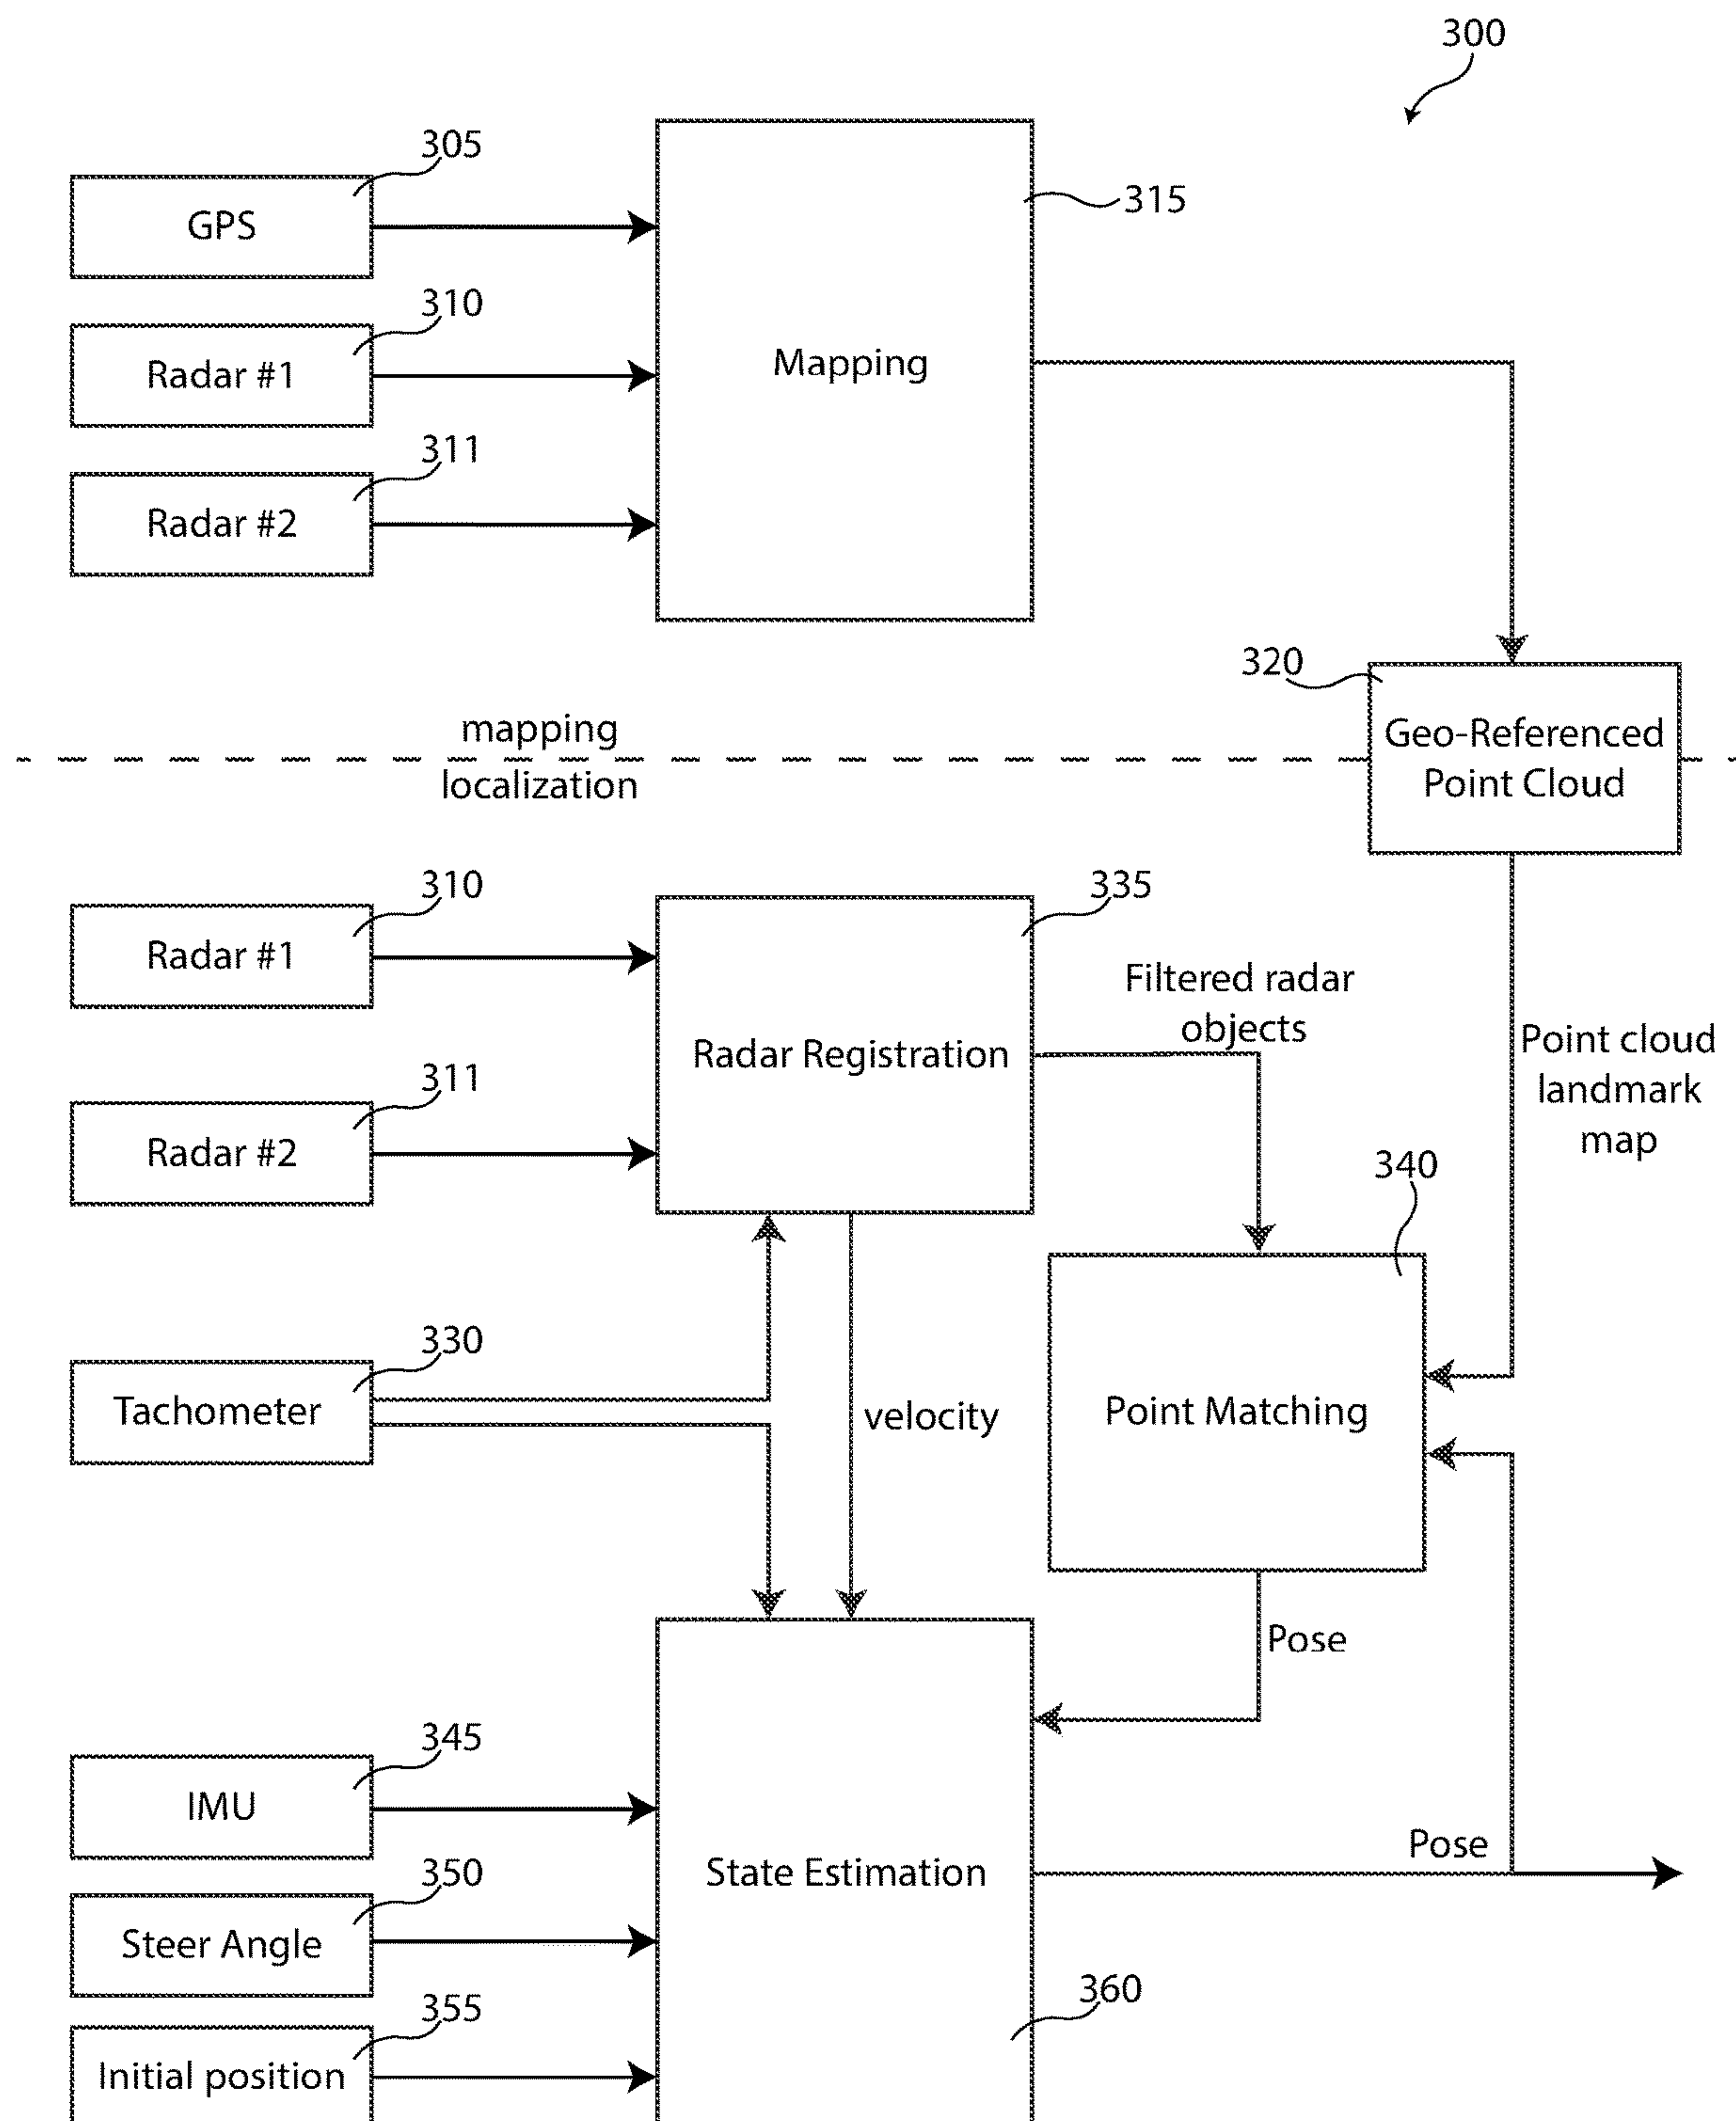 300
305
GPS
315
310
Radar #1
Mapping
311
Radar #2
320
Geo-Referenced
Point Cloud
mapping
localization
310
Radar #1
335
Filtered radar
objects
Radar Registration
Point cloud
landmark
map
311
Radar #2
340
330
Tachometer
velocity
Point Matching
Pose
345
IMU
Pose
350
Steer Angle
State Estimation
355
Initial position
360